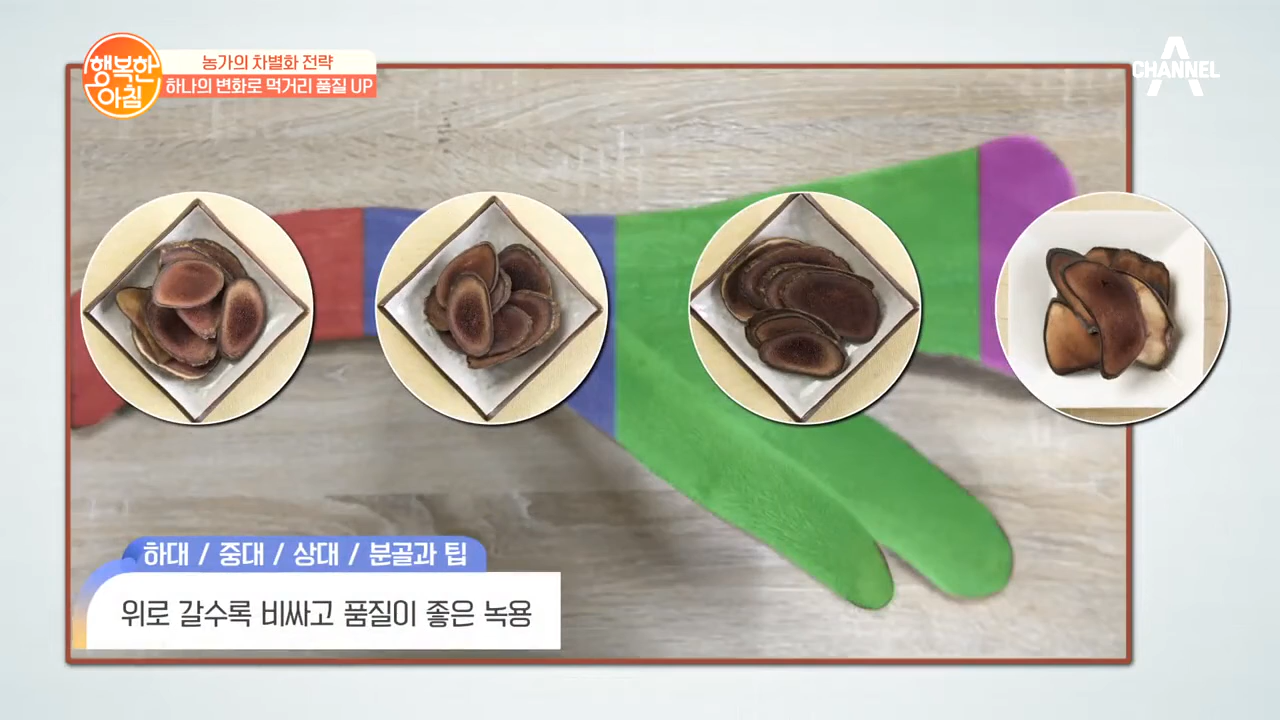 행복한
아침
농가의 차별화 전략
하나의 변화로 먹거리 품질 UP
CHANNEL A
하대 / 중대 / 상대 / 분골과 팁
위로 갈수록 비싸고 품질이 좋은 녹용